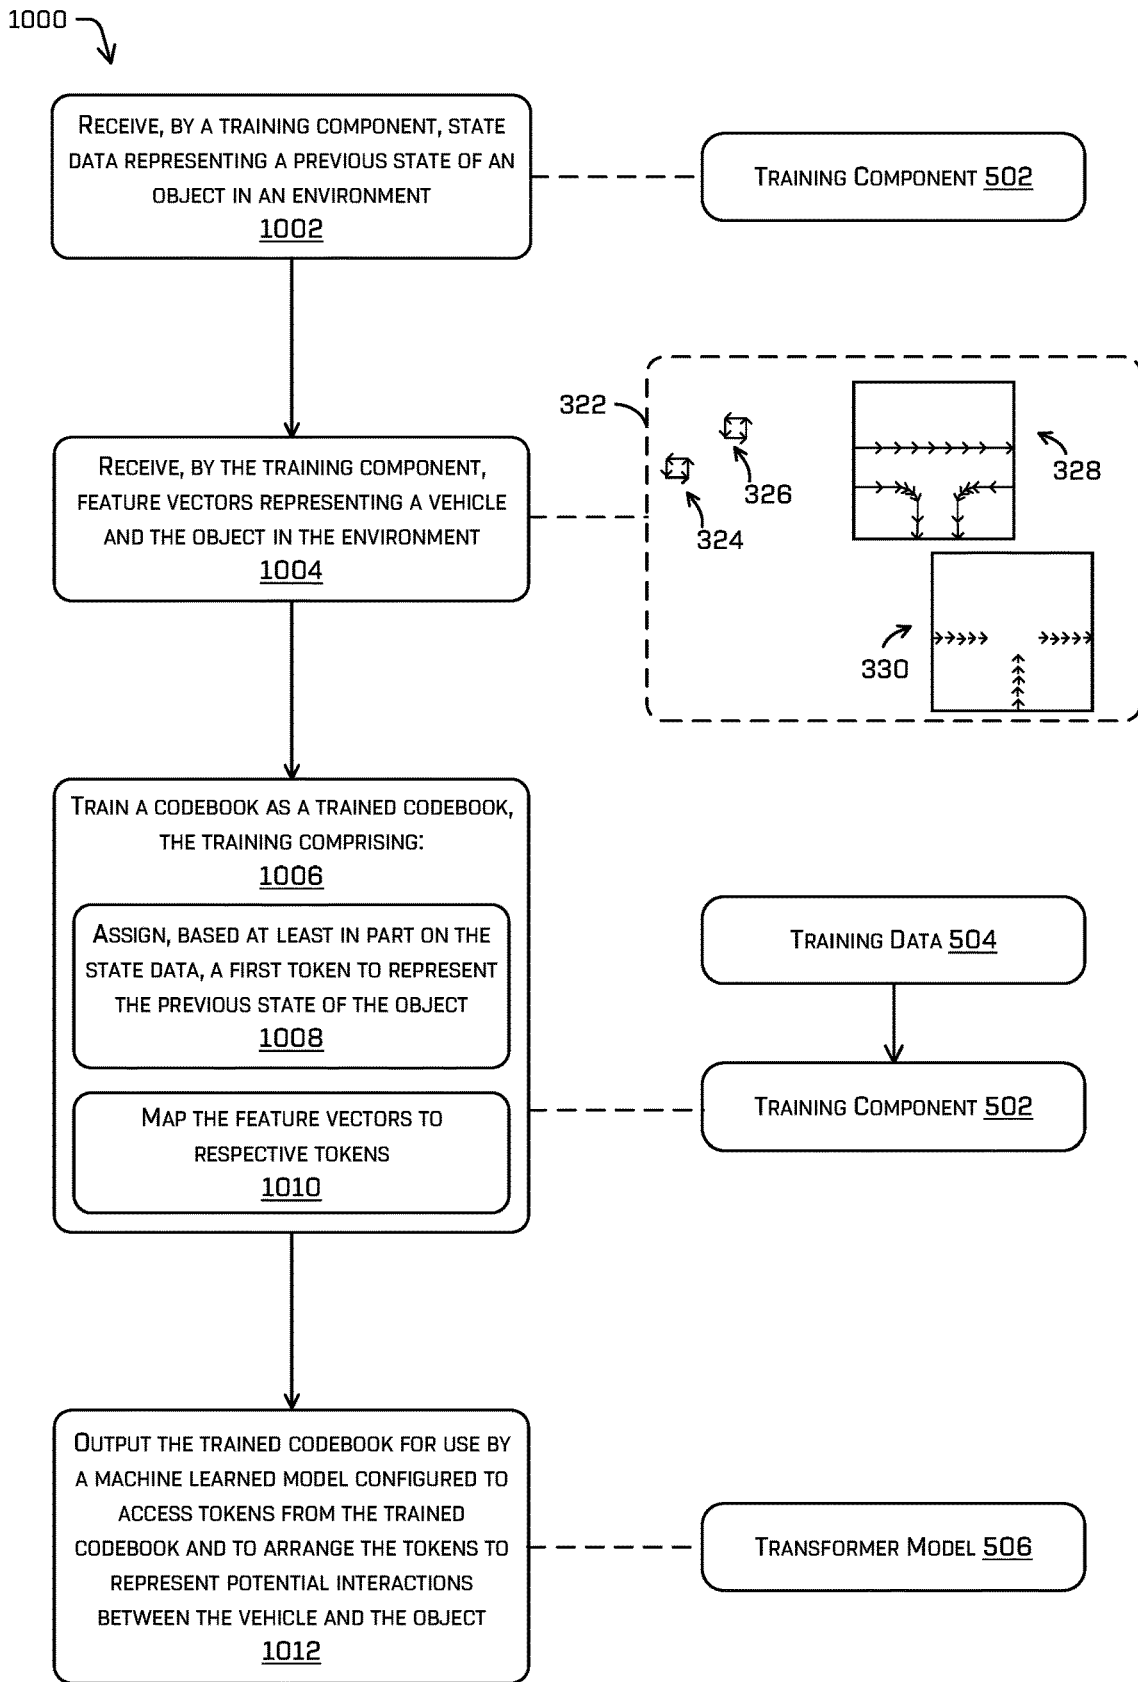 1000
RECEIVE, BY A TRAINING COMPONENT, STATE
DATA REPRESENTING A PREVIOUS STATE OF AN
OBJECT IN AN ENVIRONMENT
1002
TRAINING COMPONENT 502
RECEIVE, BY THE TRAINING COMPONENT,
FEATURE VECTORS REPRESENTING A VEHICLE
AND THE OBJECT IN THE ENVIRONMENT
1004
322
324
326
328
330
TRAIN A CODEBOOK AS A TRAINED CODEBOOK,
THE TRAINING COMPRISING:
1006
ASSIGN, BASED AT LEAST IN PART ON THE
STATE DATA, A FIRST TOKEN TO REPRESENT
THE PREVIOUS STATE OF THE OBJECT
1008
MAP THE FEATURE VECTORS TO
RESPECTIVE TOKENS
1010
TRAINING DATA 504
TRAINING COMPONENT 502
OUTPUT THE TRAINED CODEBOOK FOR USE BY
A MACHINE LEARNED MODEL CONFIGURED TO
ACCESS TOKENS FROM THE TRAINED
CODEBOOK AND TO ARRANGE THE TOKENS TO
REPRESENT POTENTIAL INTERACTIONS
BETWEEN THE VEHICLE AND THE OBJECT
1012
TRANSFORMER MODEL 506